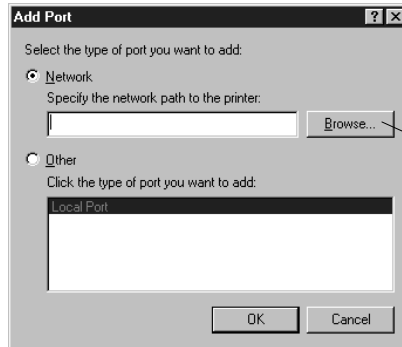 Add Port
Select the type of port you want to add:
Network
Specify the network path to the printer:
Browse...
Other
Click the type of port you want to add:
Local Port
OK Cancel